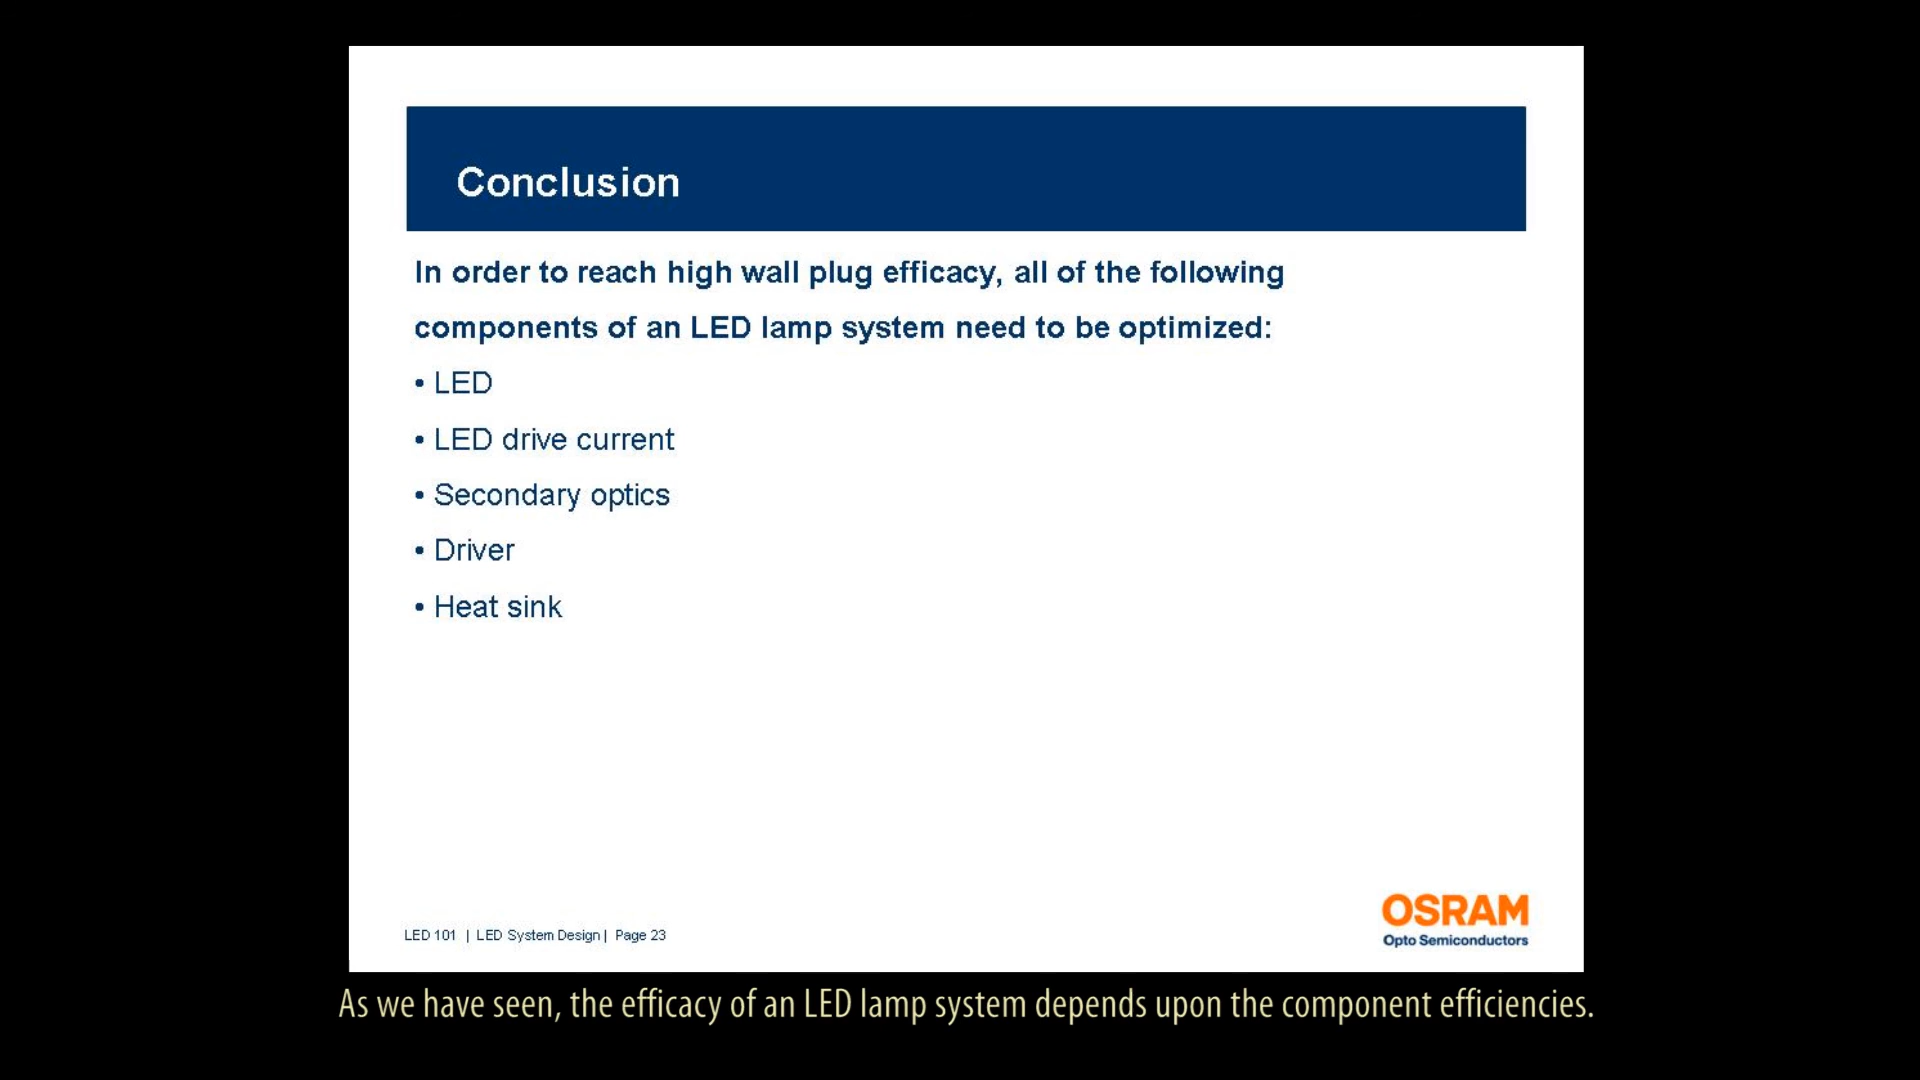 Conclusion
In order to reach high wall plug efficacy, all of the following
components of an LED lamp system need to be optimized:
• LED
• LED drive current
• Secondary optics
• Driver
• Heat sink
LED 101 | LED System Design | Page 23
OSRAM
Opto Semiconductors
As we have seen, the efficacy of an LED lamp system depends upon the component efficiencies.